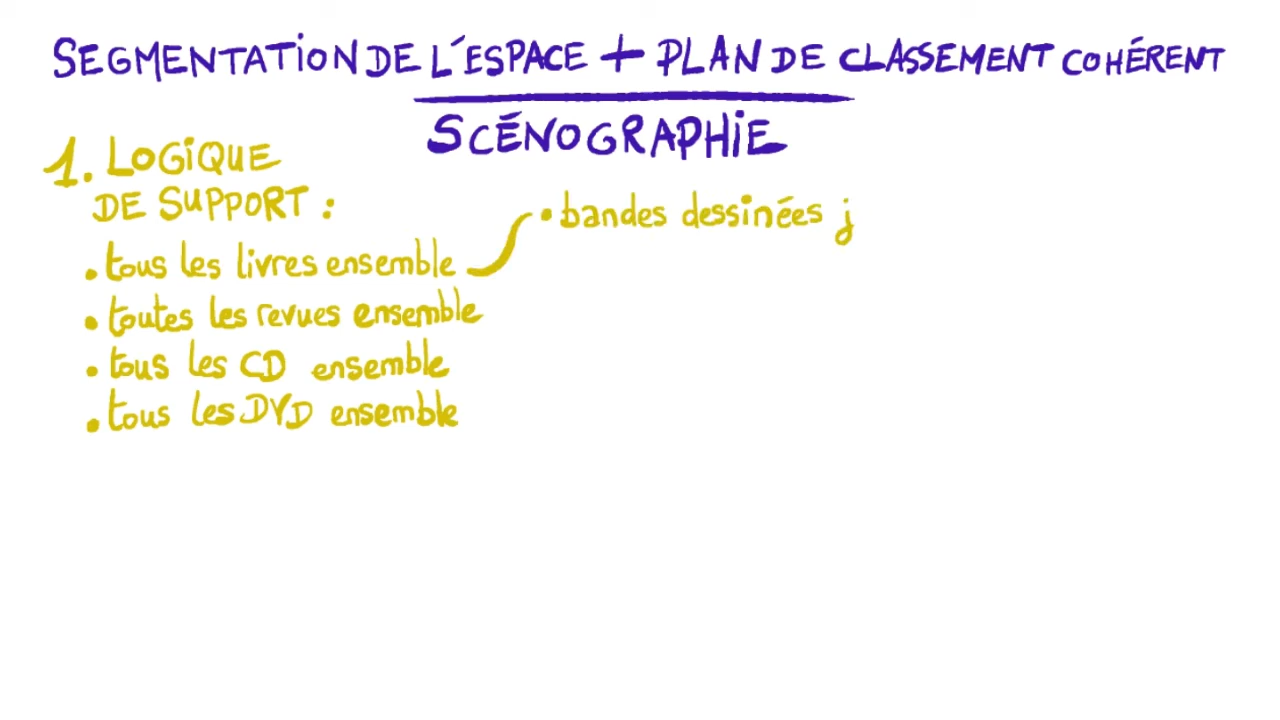 SEGMENTATION DE L'ESPACE + PLAN DE CLASSEMENT COHÉRENT
SCÉNOGRAPHIE
1. LOGIQUE
DE SUPPORT :
• tous les livres ensemble
• bandes dessinées j
• toutes les revues ensemble
• tous les CD ensemble
• tous les DVD ensemble